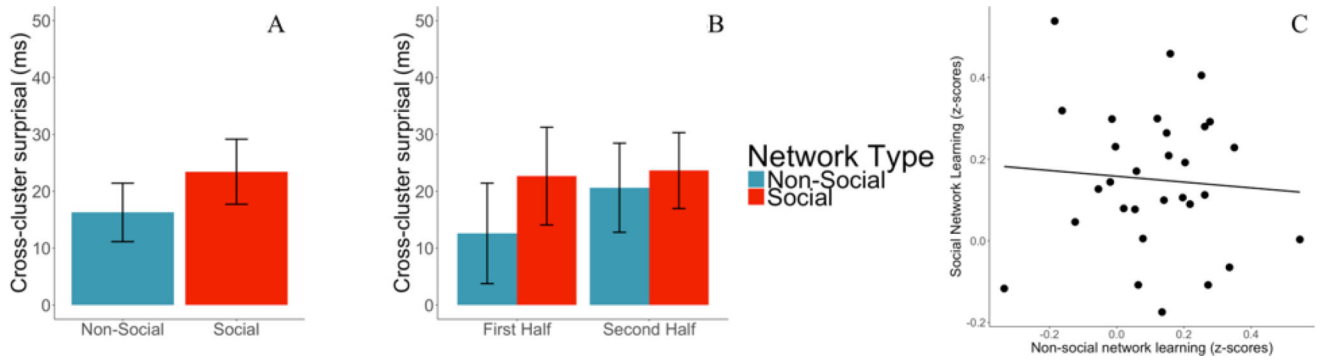 A
Cross-cluster surprisal (ms)
50
40
30
20
10
0
Non-Social
Social
B
Cross-cluster surprisal (ms)
50
40
30
20
10
0
First Half
Second Half
Network Type
Non-Social
Social
C
Social Network Learning (z-scores)
0.4
0.2
0.0
-0.2
-0.2
0.0
0.2
0.4
Non-social network learning (z-scores)